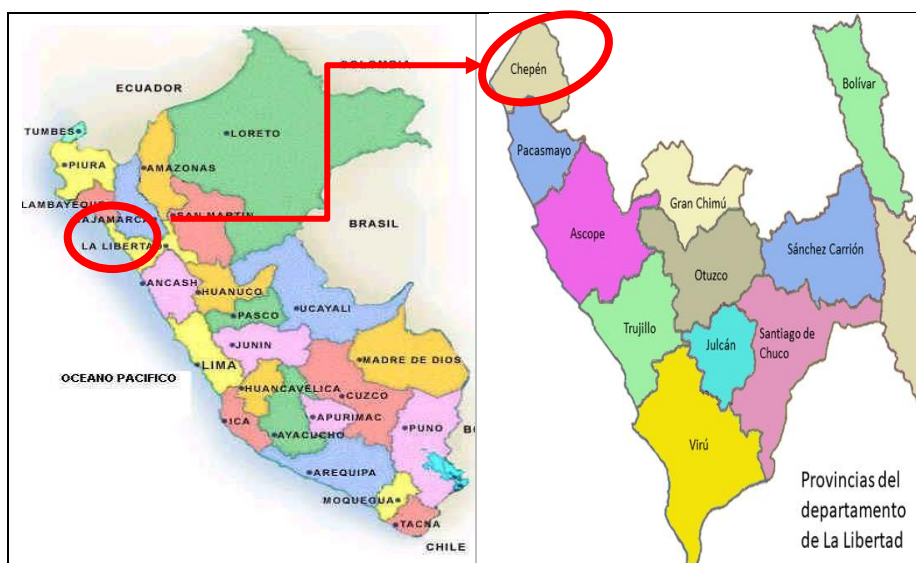 COLOMBIA
ECUADOR
TUMBES
LORETO
PIURA
AMAZONAS
LAMBAYEQUE
CAJAMARCA
SAN MARTIN
BRASIL
LA LIBERTAD
ANCASH
HUANUCO
UCAYALI
PASCO
JUNIN
MADRE DE DIOS
LIMA
OCEANO PACIFICO
HUANCAVÉLICA
CUZCO
ICA
APURIMAC
PUNO
AYACUCHO
BO
AREQUIPA
MOQUEGUA
TACNA
CHILE
Chepén
Bolívar
Pacasmayo
Gran Chimú
Ascope
Sánchez Carrión
Otuzco
Trujillo
Julcán
Santiago
de Chuco
Virú
Provincias del
departamento
de La Libertad